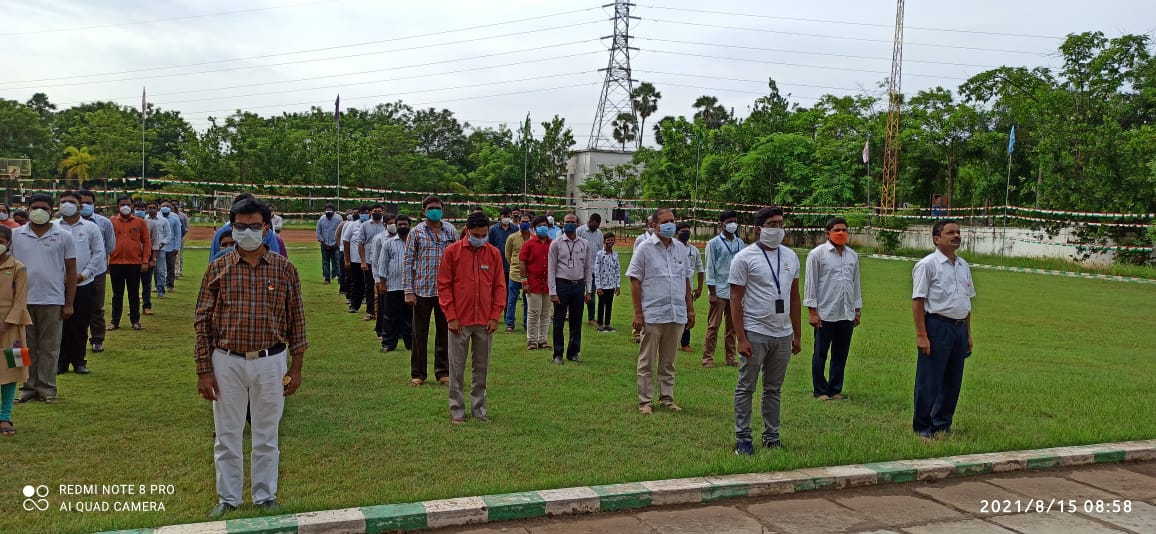 REDMI NOTE 8 PRO
AI QUAD CAMERA
2021/8/15 08:58